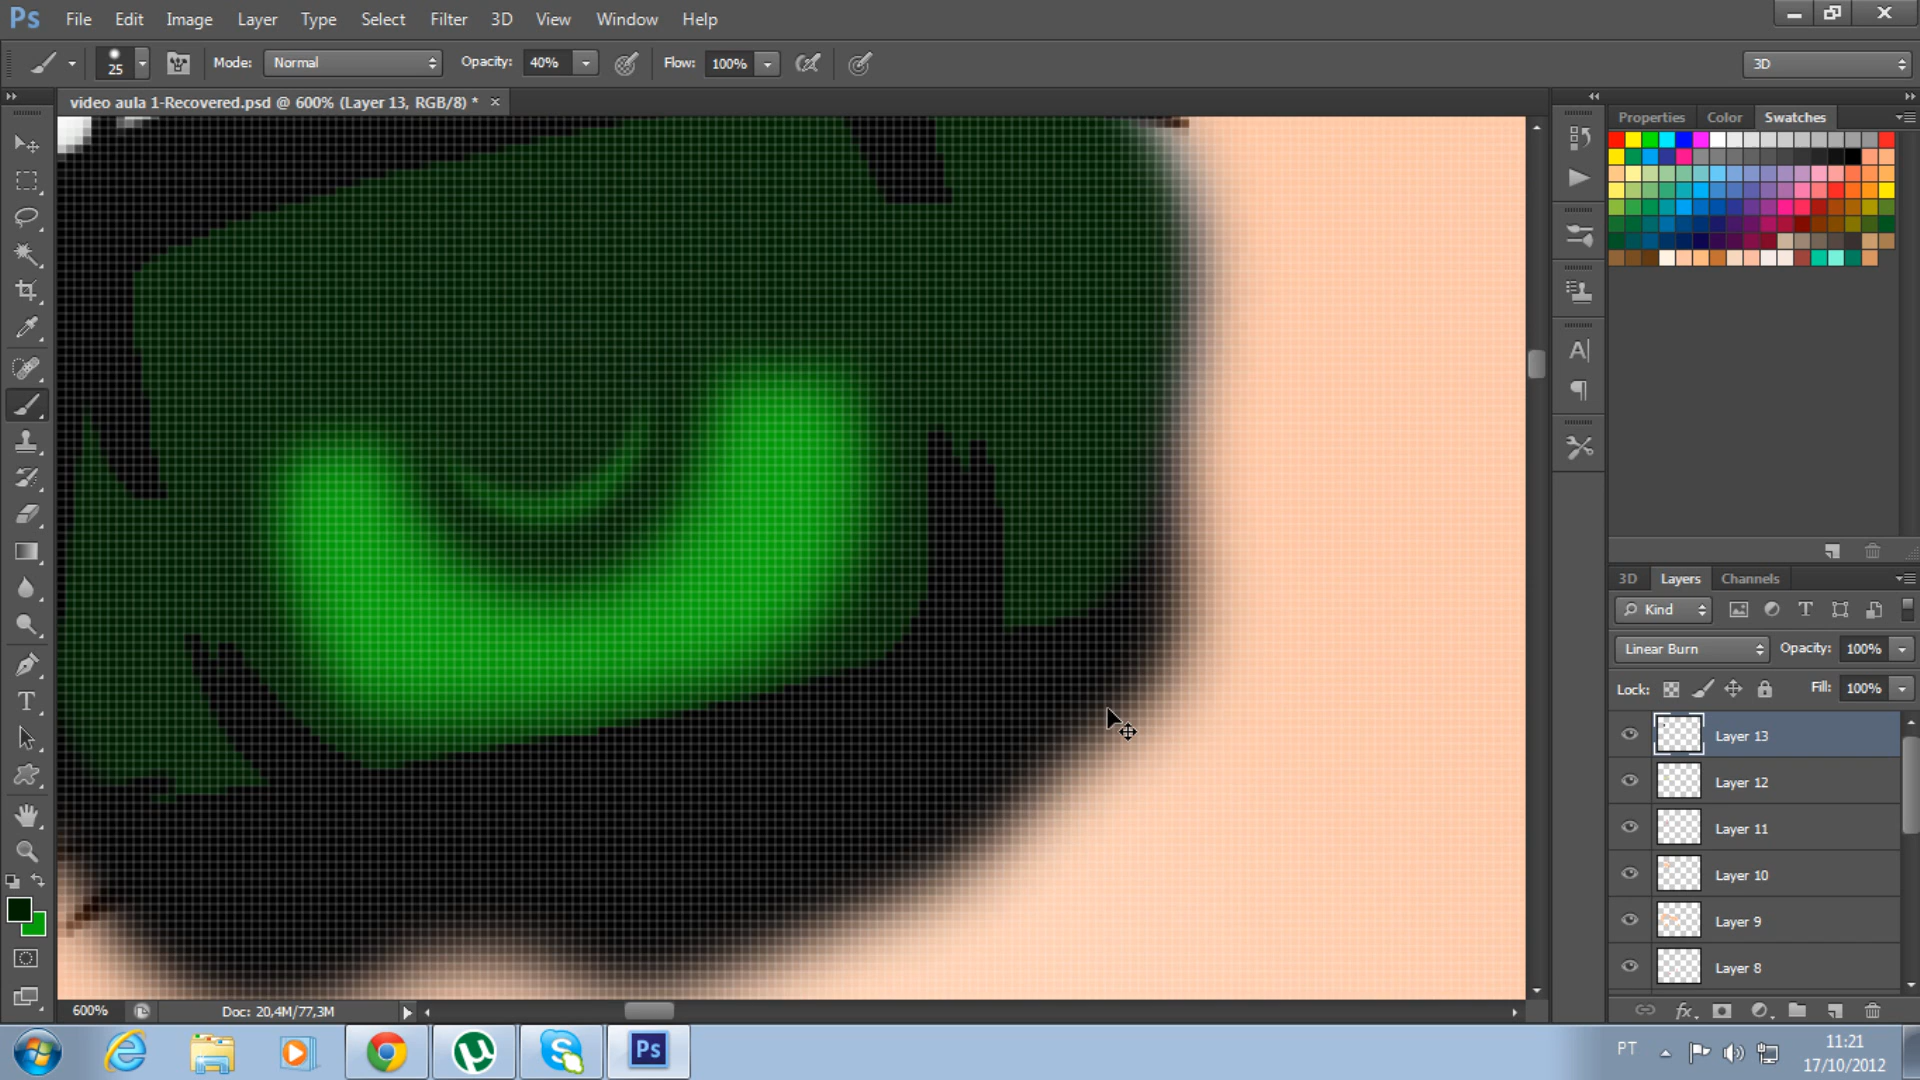 Ps File Edit Image Layer Type Select Filter 3D View Window Help
25 Mode: Normal Opacity: 40% Flow: 100% 3D
video aula 1-Recovered.psd @ 600% (Layer 13, RGB/8) * ×
Properties Color Swatches
3D Layers Channels
Kind
Linear Burn Opacity: 100%
Lock: Fill: 100%
Layer 13
Layer 12
Layer 11
Layer 10
Layer 9
Layer 8
600% Doc: 20,4M/77,3M
Ps PT 11:21
17/10/2012